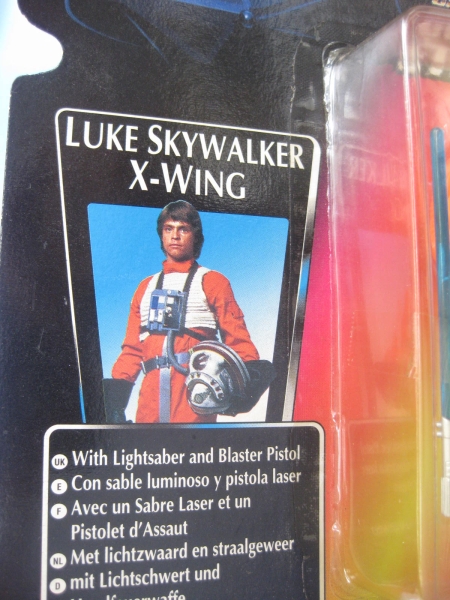 LUKE SKYWALKER
X-WING
UK With Lightsaber and Blaster Pistol
E Con sable luminoso y pistola laser
F Avec un Sabre Laser et un
Pistolet d'Assaut
NL Met lichtzwaard en straalgeweer
D mit Lichtschwert und